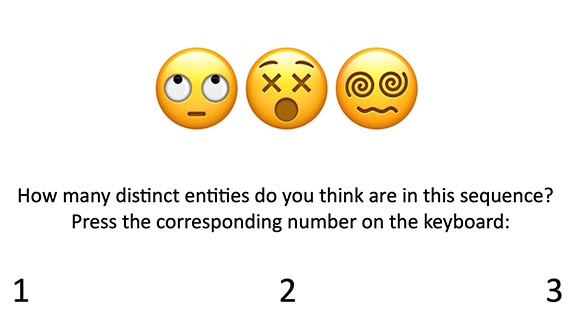 How many distinct entities do you think are in this sequence?
Press the corresponding number on the keyboard:
1 2 3